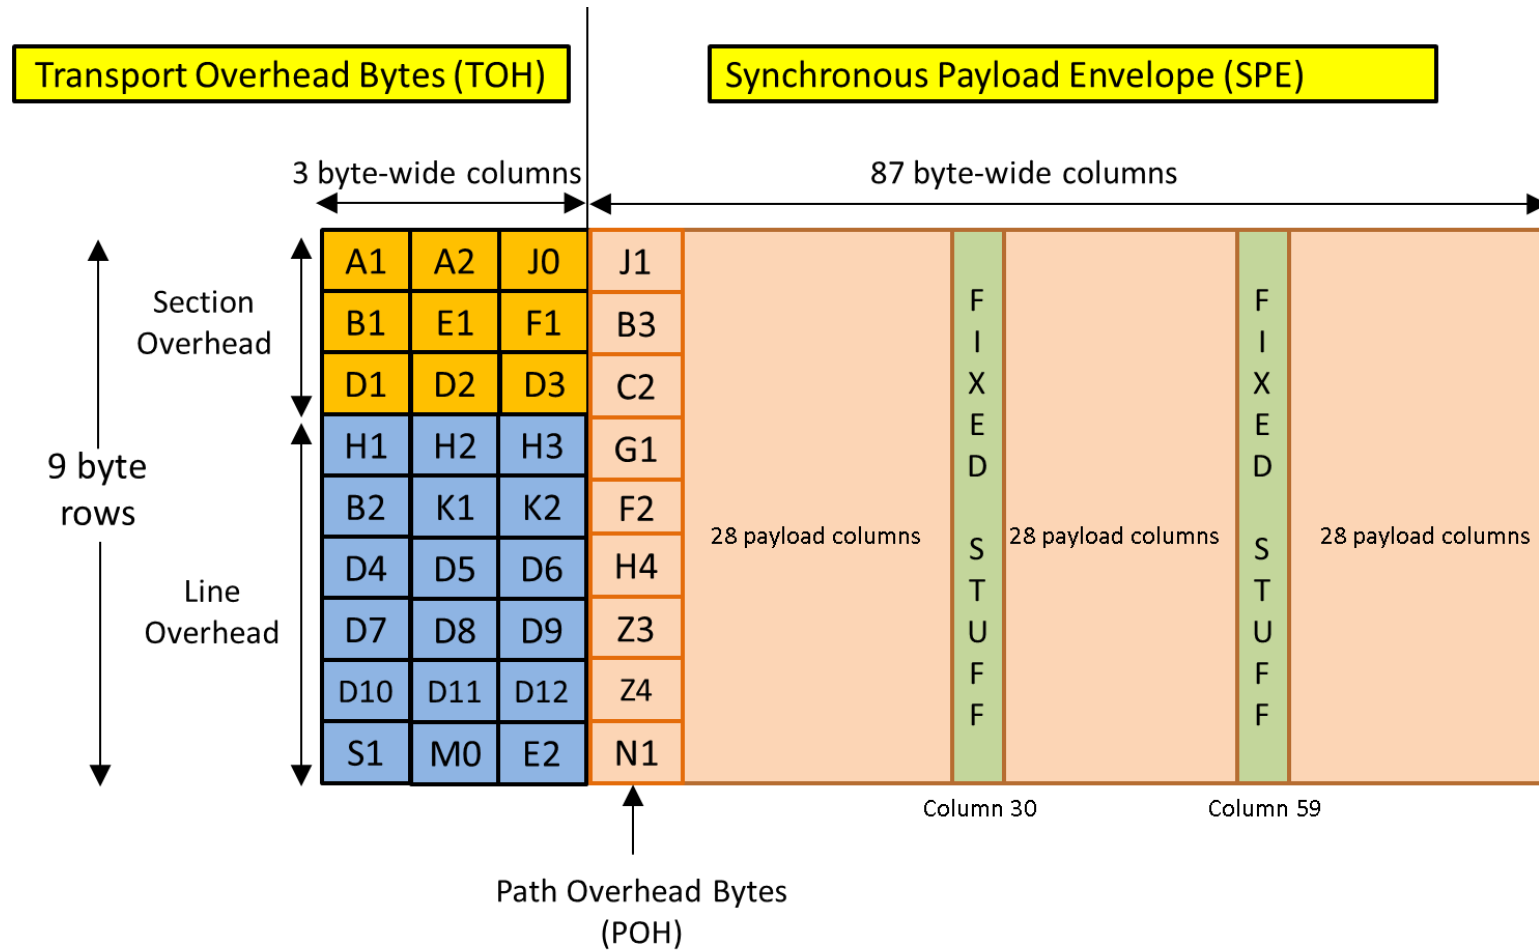 Transport Overhead Bytes (TOH)
Synchronous Payload Envelope (SPE)
3 byte-wide columns
87 byte-wide columns
9 byte
rows
Section
Overhead
Line
Overhead
A1 A2 J0 J1
B1 E1 F1 B3
D1 D2 D3 C2
H1 H2 H3 G1
B2 K1 K2 F2
D4 D5 D6 H4
D7 D8 D9 Z3
D10 D11 D12 Z4
S1 M0 E2 N1
28 payload columns
FIXED STUFF
28 payload columns
FIXED STUFF
28 payload columns
Column 30
Column 59
Path Overhead Bytes
(POH)